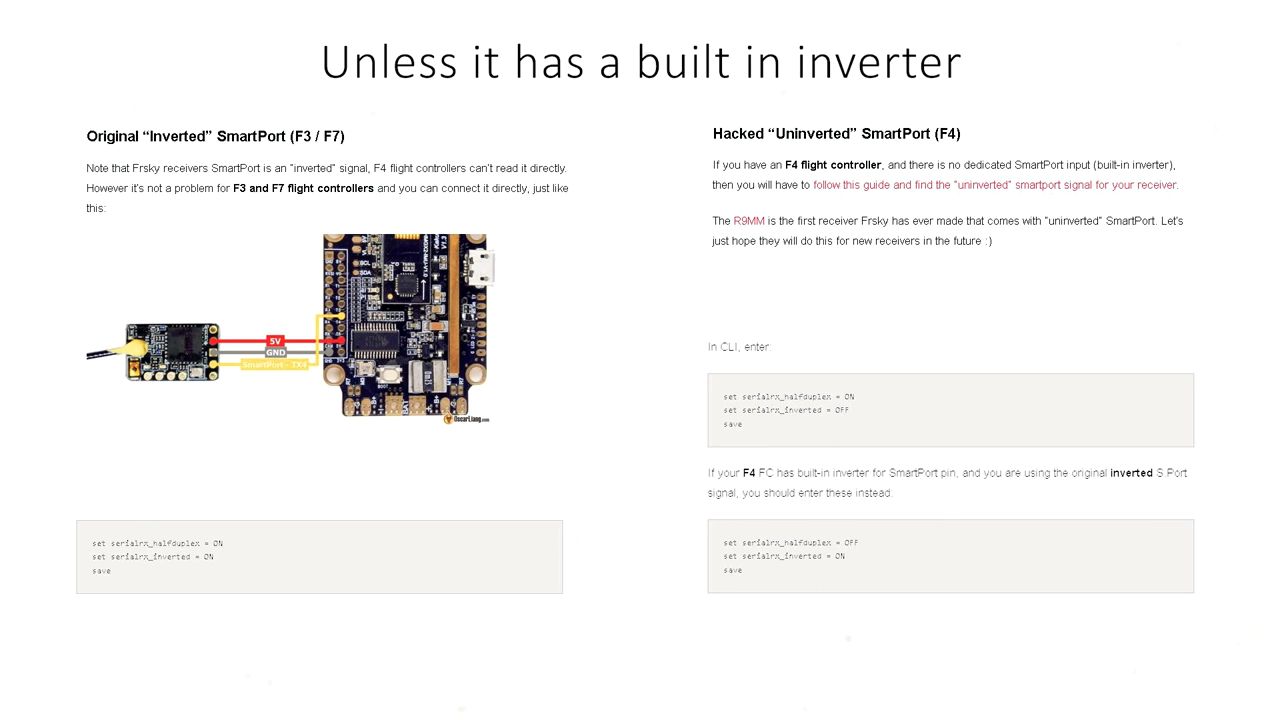 Unless it has a built in inverter
Original “Inverted” SmartPort (F3 / F7)
Note that Frsky receivers SmartPort is an "inverted" signal, F4 flight controllers can't read it directly.
However it's not a problem for F3 and F7 flight controllers and you can connect it directly, just like
this:
5V
GND
SmartPort - TX4
SCL
SDA
BOOT
OscarLiang.com
set serialrx_halfduplex = ON
set serialrx_inverted = ON
save
Hacked “Uninverted” SmartPort (F4)
If you have an F4 flight controller, and there is no dedicated SmartPort input (built-in inverter),
then you will have to follow this guide and find the "uninverted" smartport signal for your receiver.
The R9MM is the first receiver Frsky has ever made that comes with "uninverted" SmartPort. Let's
just hope they will do this for new receivers in the future :)
In CLI, enter:
set serialrx_halfduplex = ON
set serialrx_inverted = OFF
save
If your F4 FC has built-in inverter for SmartPort pin, and you are using the original inverted S.Port
signal, you should enter these instead:
set serialrx_halfduplex = OFF
set serialrx_inverted = ON
save